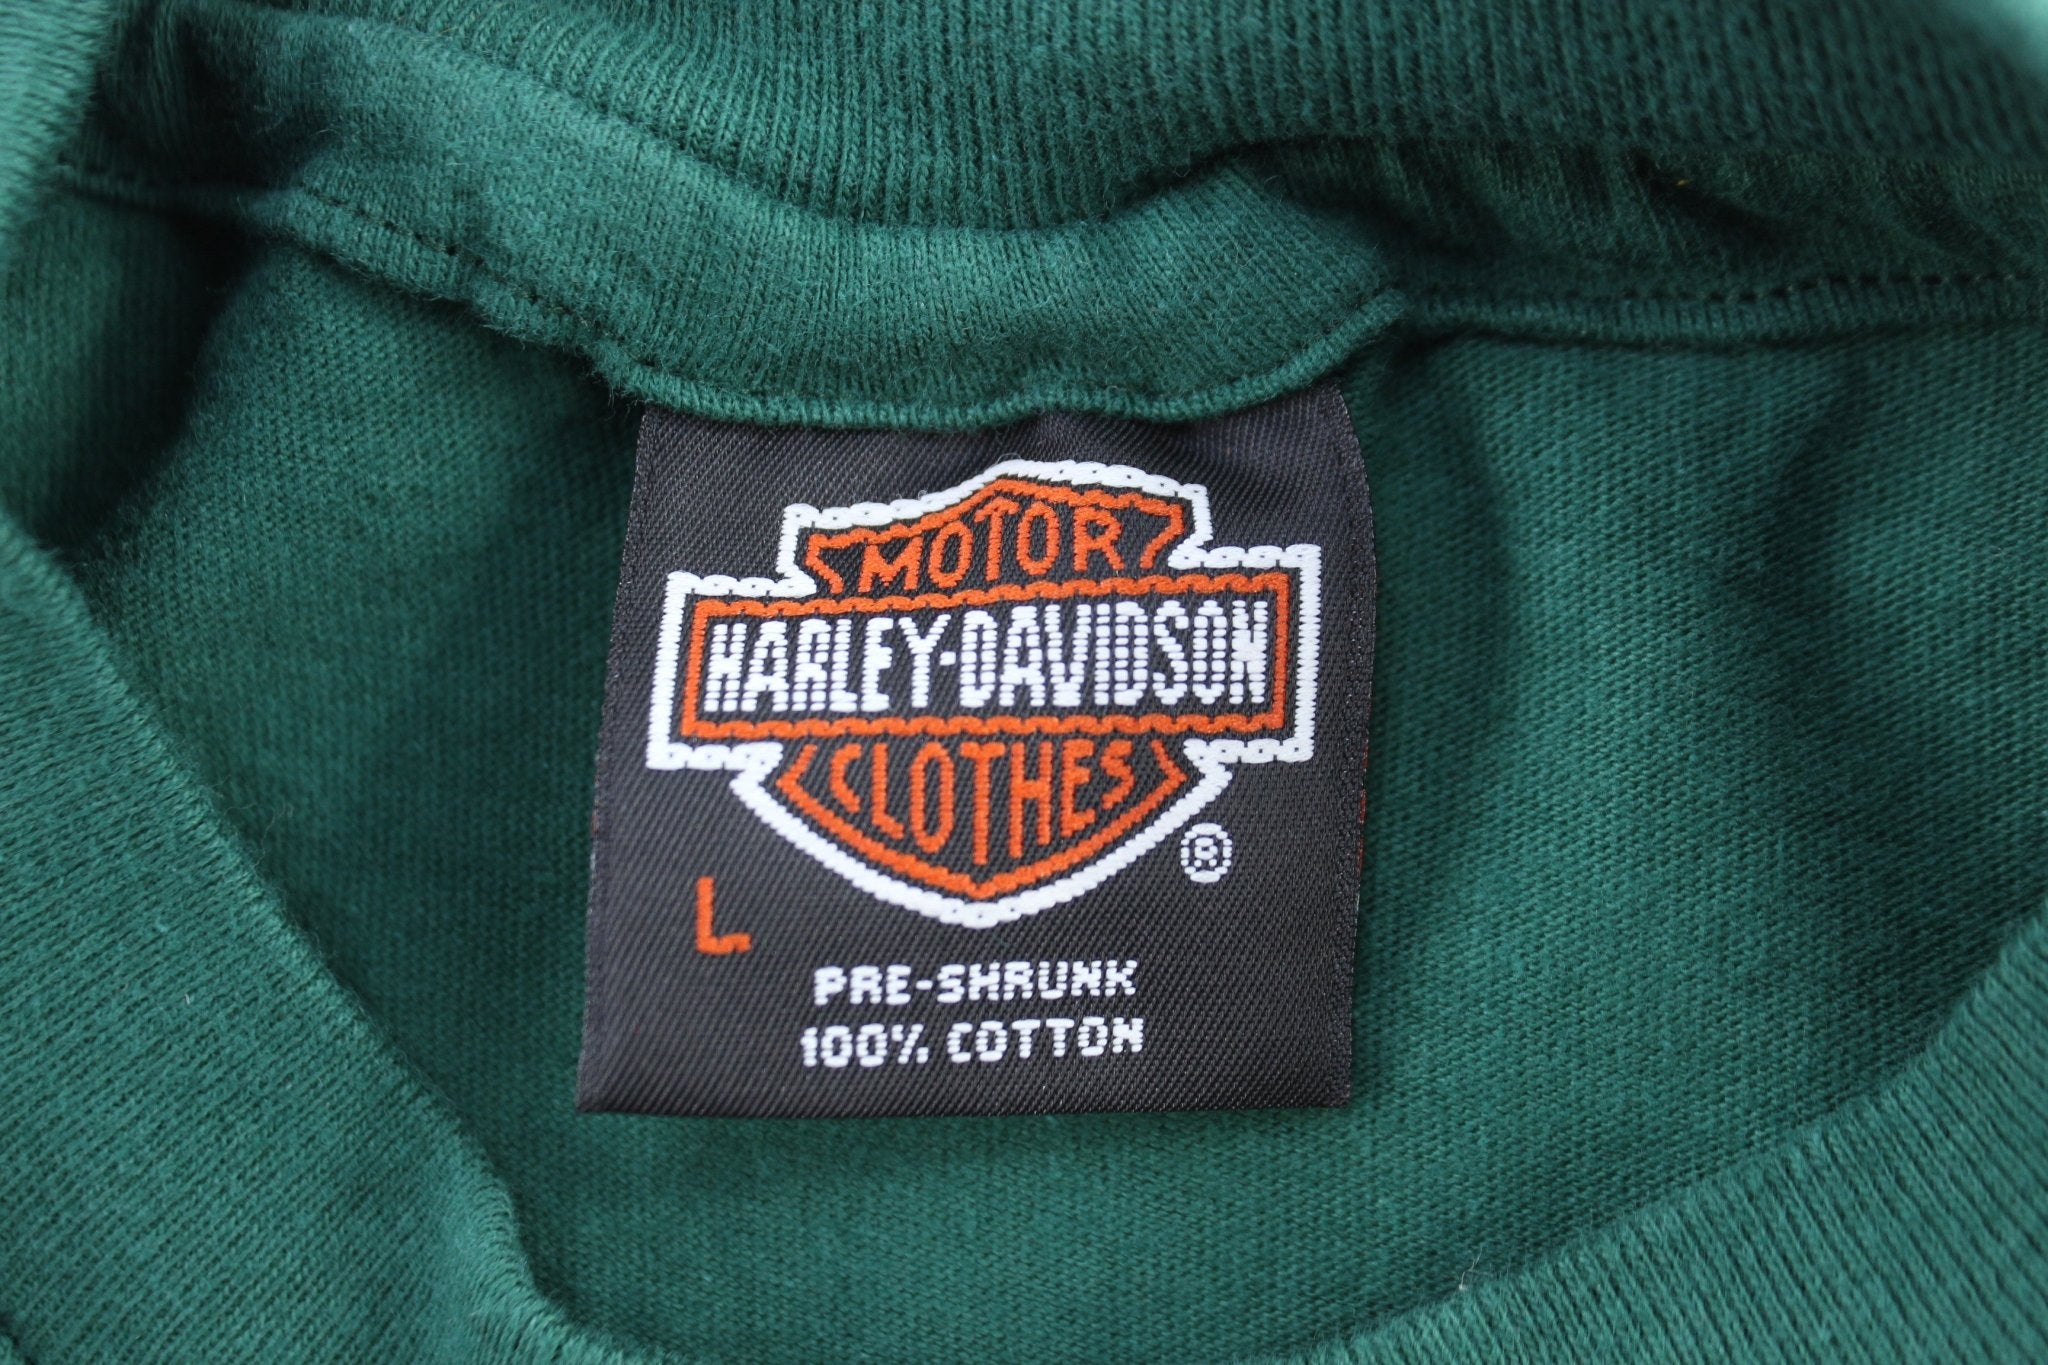 MOTOR
HARLEY-DAVIDSON
CLOTHES
®
L
PRE-SHRUNK
100% COTTON